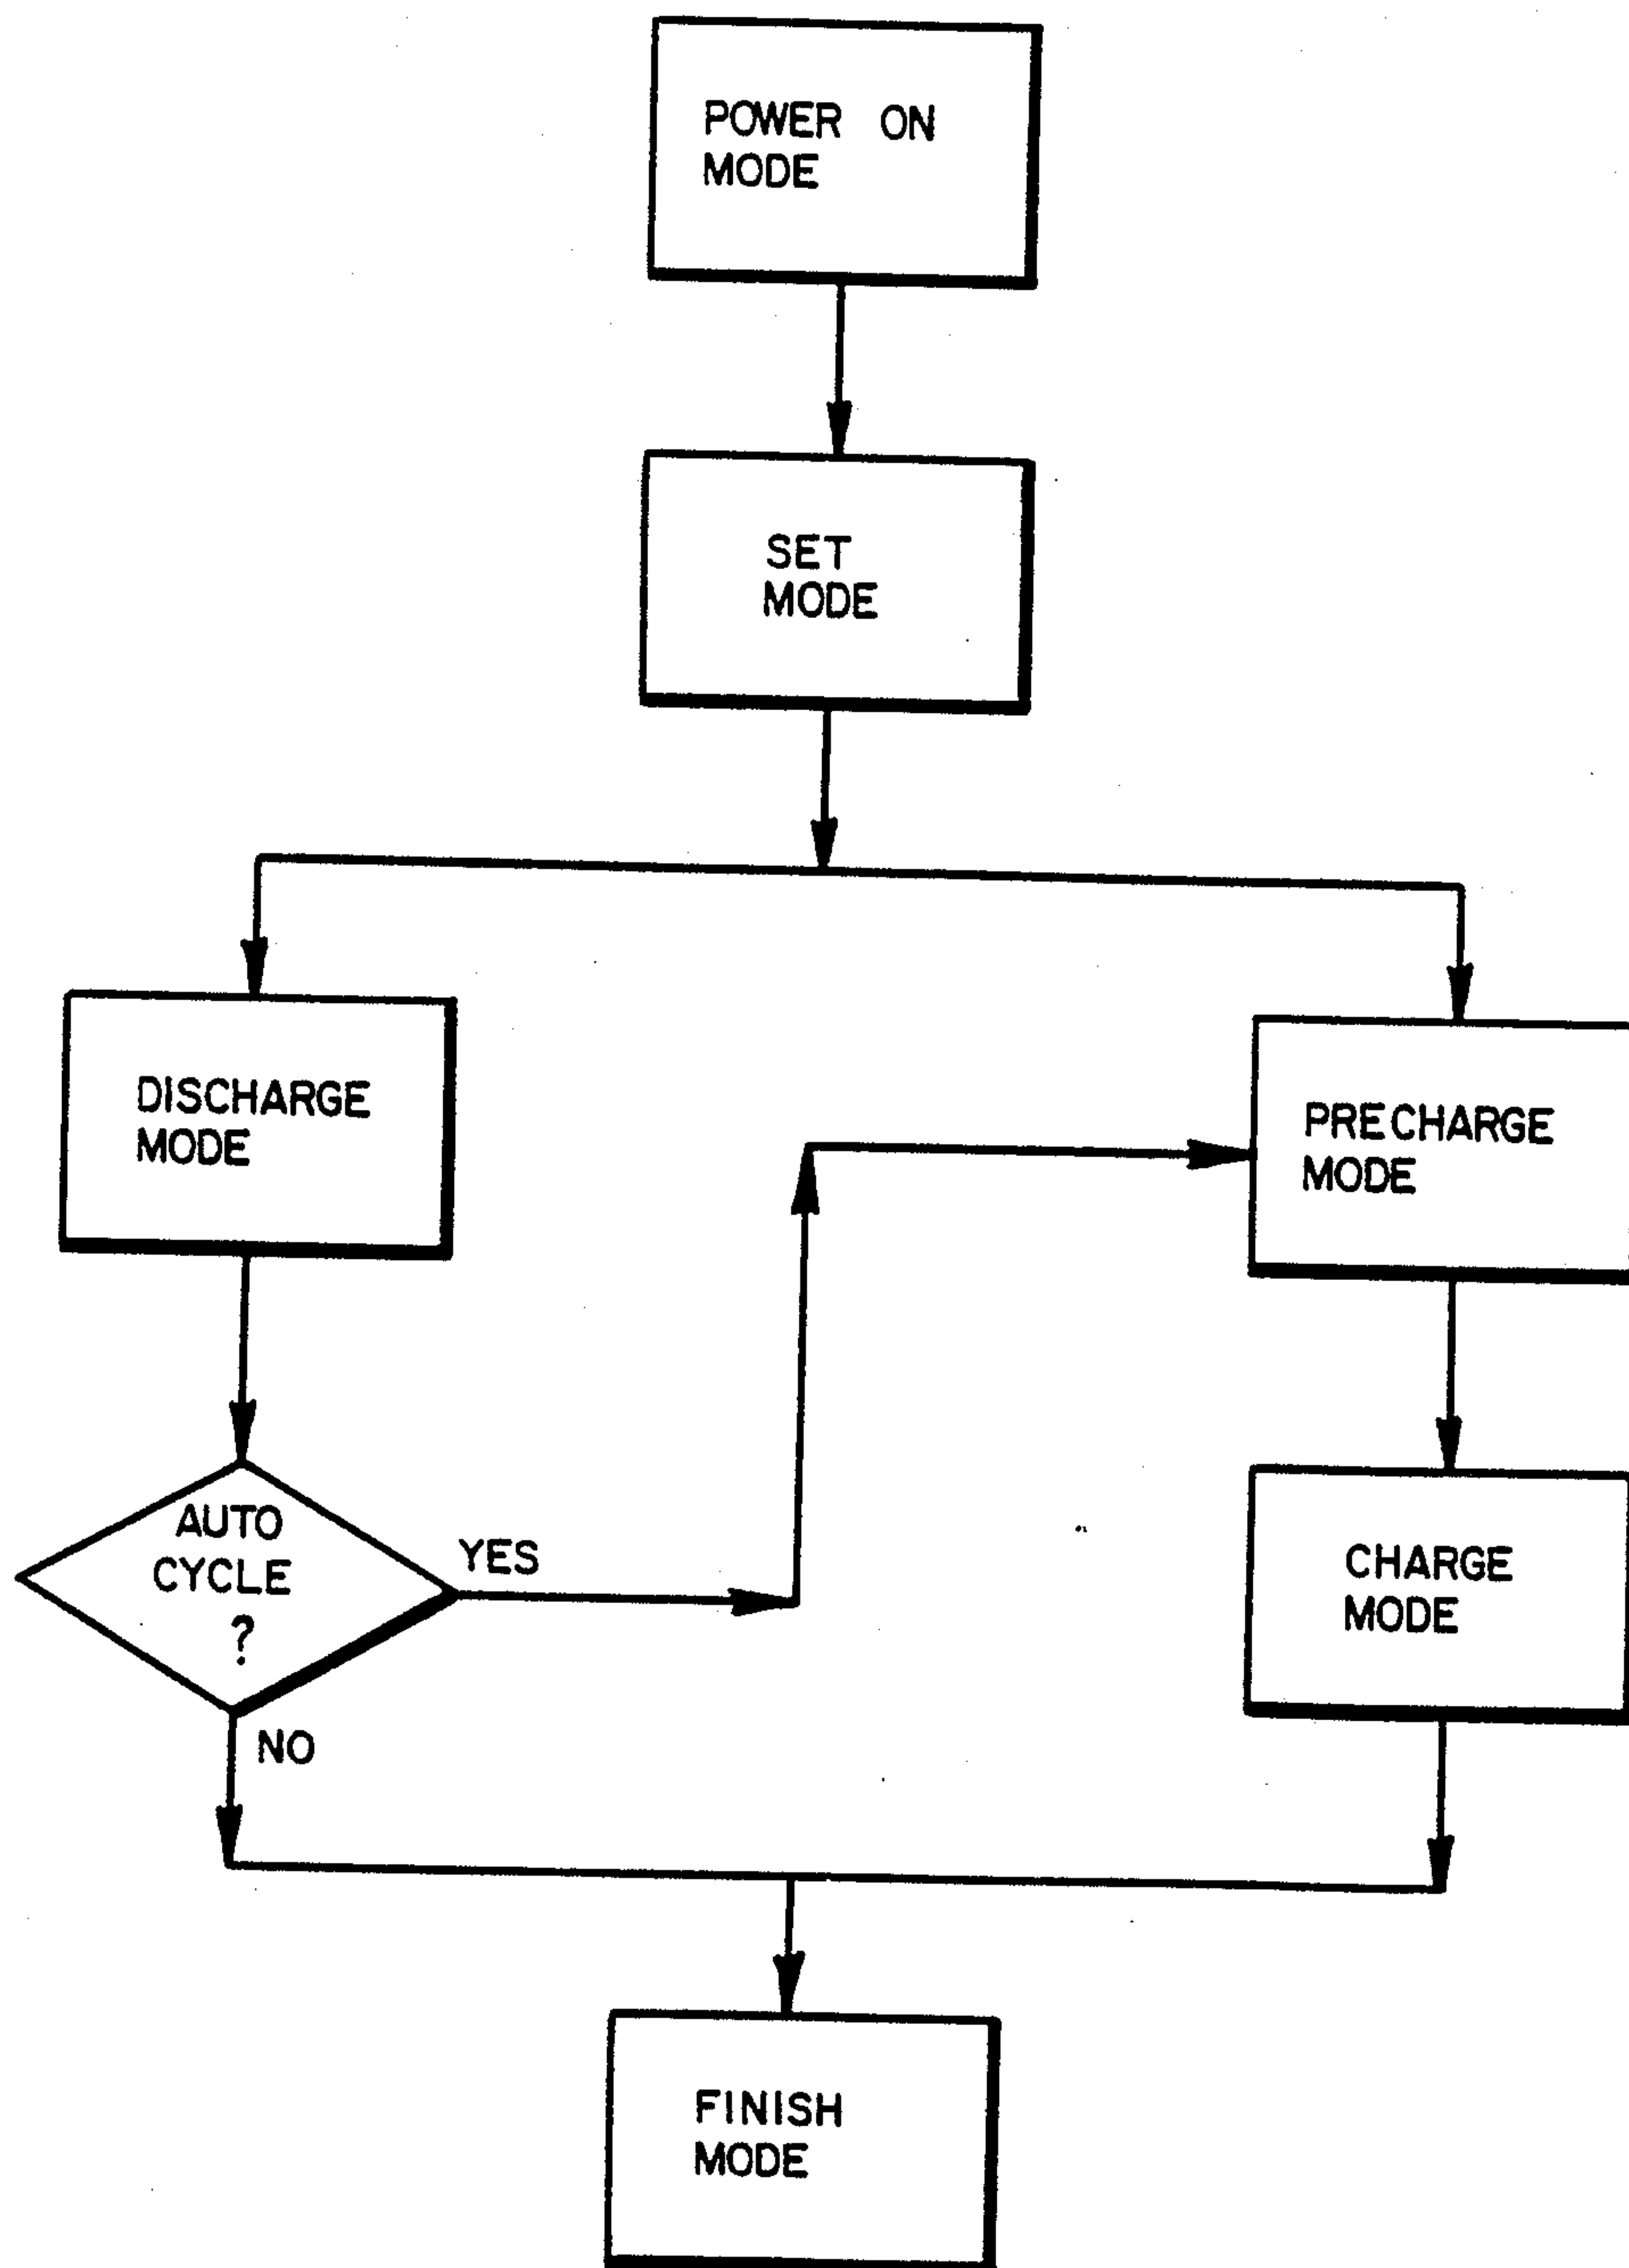 POWER ON
MODE
SET
MODE
DISCHARGE
MODE
PRECHARGE
MODE
AUTO
CYCLE
?
YES
NO
CHARGE
MODE
FINISH
MODE